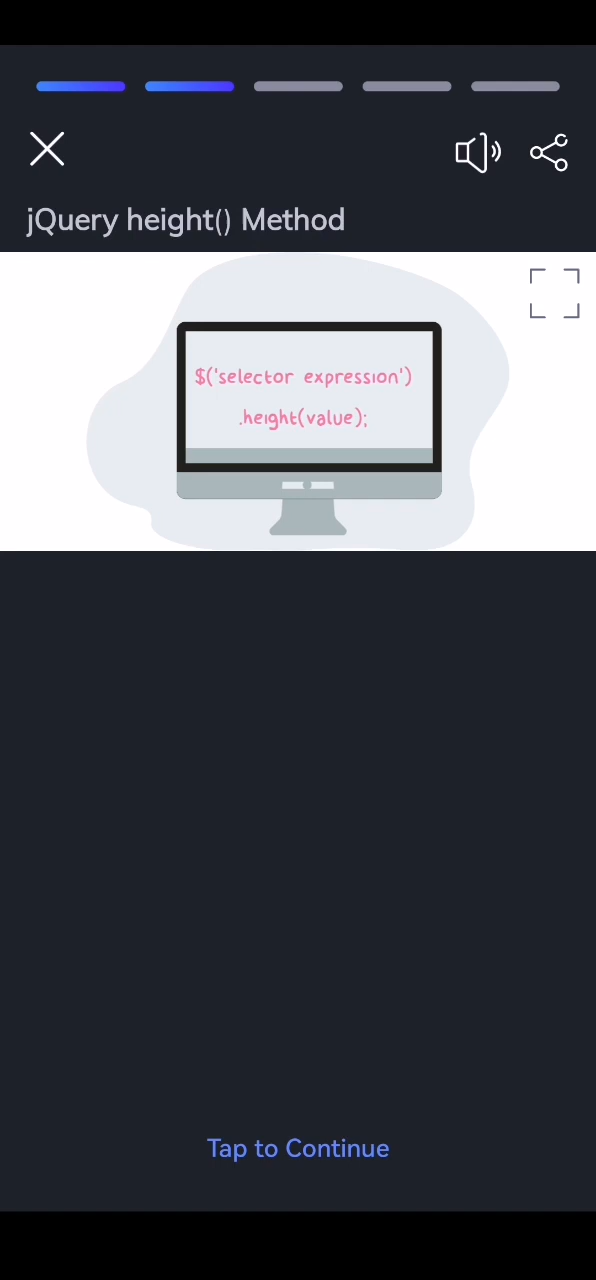 jQuery height() Method
$('selector expression')
.height(value);
Tap to Continue